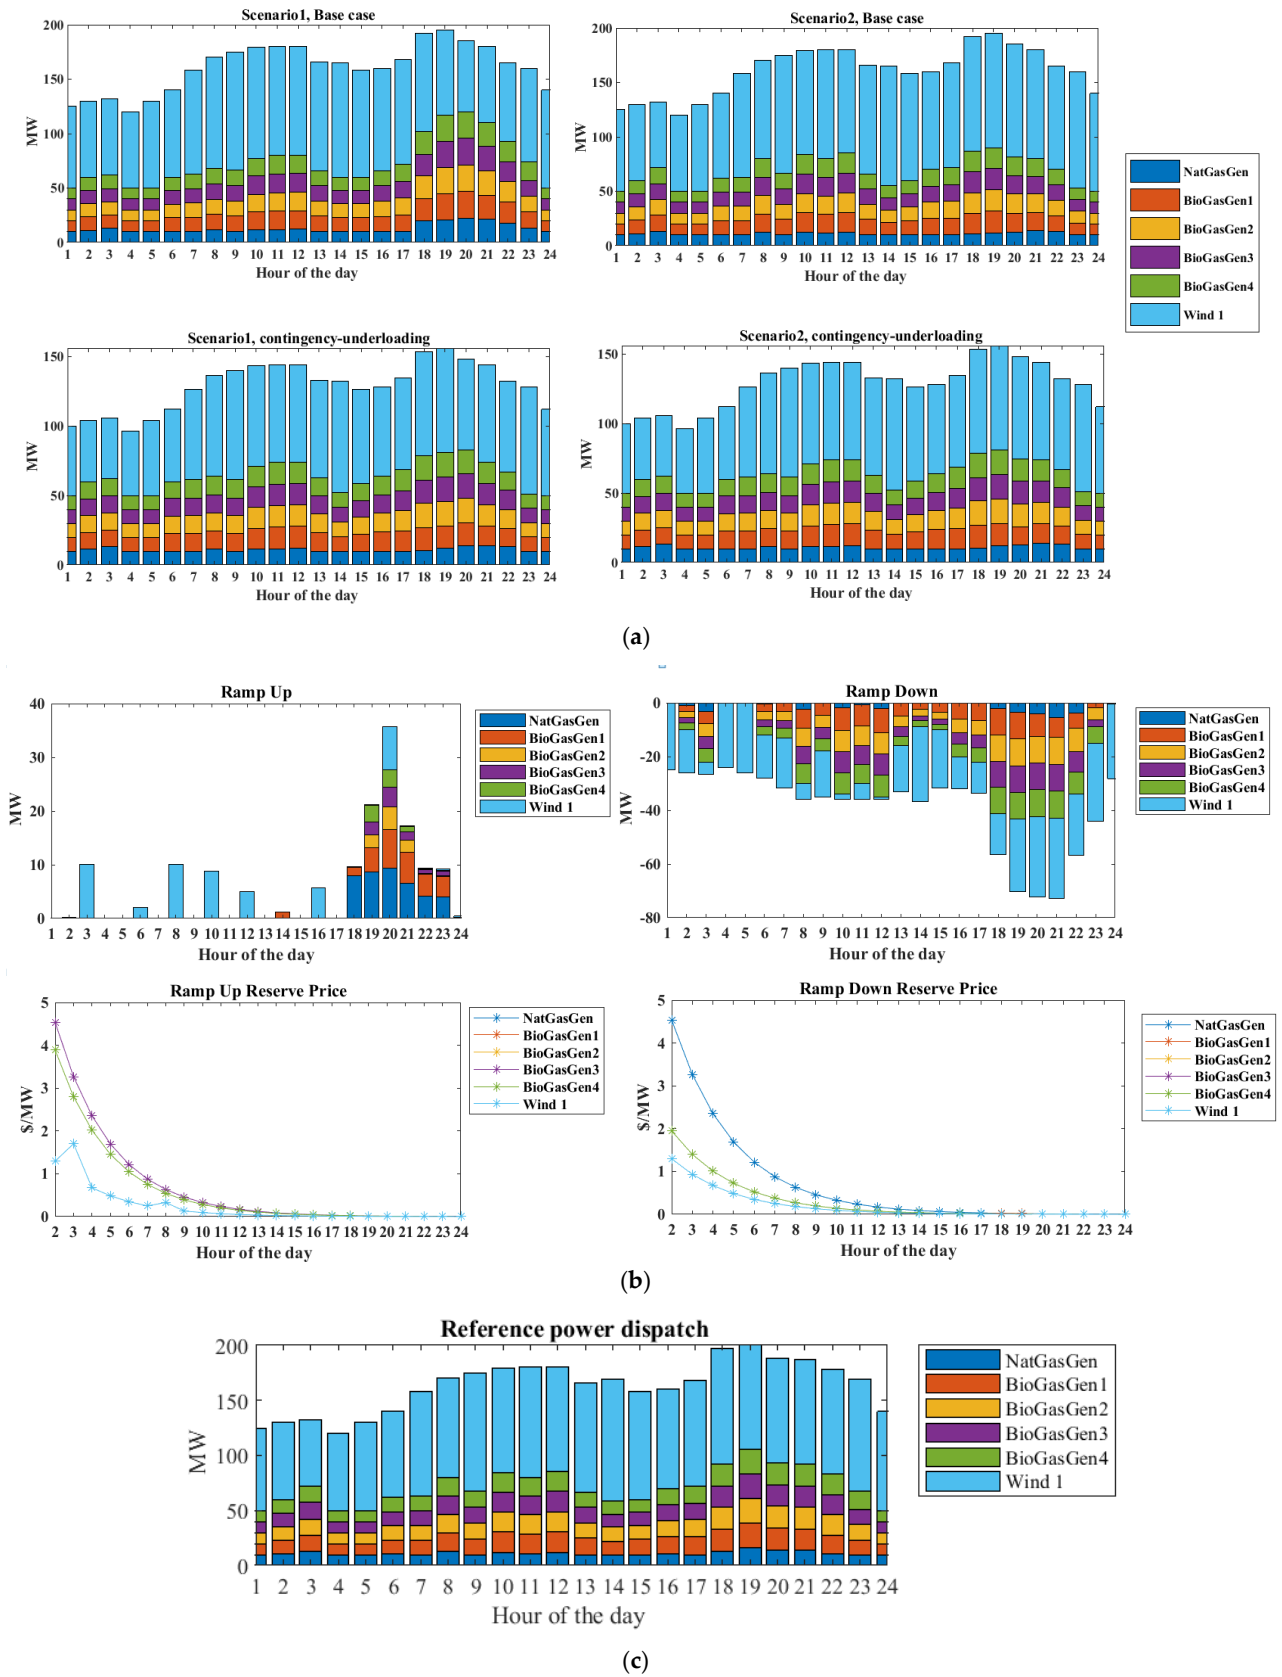 Scenario1, Base case
200
150
100
50
0
MW
1 2 3 4 5 6 7 8 9 10 11 12 13 14 15 16 17 18 19 20 21 22 23 24
Hour of the day
Scenario2, Base case
200
150
100
50
0
MW
1 2 3 4 5 6 7 8 9 10 11 12 13 14 15 16 17 18 19 20 21 22 23 24
Hour of the day
NatGasGen
BioGasGen1
BioGasGen2
BioGasGen3
BioGasGen4
Wind 1
Scenario1, contingency-underloading
150
100
50
0
MW
1 2 3 4 5 6 7 8 9 10 11 12 13 14 15 16 17 18 19 20 21 22 23 24
Hour of the day
Scenario2, contingency-underloading
150
100
50
0
MW
1 2 3 4 5 6 7 8 9 10 11 12 13 14 15 16 17 18 19 20 21 22 23 24
Hour of the day
(a)
Ramp Up
40
30
20
10
0
MW
1 2 3 4 5 6 7 8 9 10 11 12 13 14 15 16 17 18 19 20 21 22 23 24
Hour of the day
NatGasGen
BioGasGen1
BioGasGen2
BioGasGen3
BioGasGen4
Wind 1
Ramp Down
0
-20
-40
-60
-80
MW
1 2 3 4 5 6 7 8 9 10 11 12 13 14 15 16 17 18 19 20 21 22 23 24
Hour of the day
NatGasGen
BioGasGen1
BioGasGen2
BioGasGen3
BioGasGen4
Wind 1
Ramp Up Reserve Price
5
4
3
2
1
0
$/MW
2 3 4 5 6 7 8 9 10 11 12 13 14 15 16 17 18 19 20 21 22 23 24
Hour of the day
NatGasGen
BioGasGen1
BioGasGen2
BioGasGen3
BioGasGen4
Wind 1
Ramp Down Reserve Price
5
4
3
2
1
0
$/MW
2 3 4 5 6 7 8 9 10 11 12 13 14 15 16 17 18 19 20 21 22 23 24
Hour of the day
NatGasGen
BioGasGen1
BioGasGen2
BioGasGen3
BioGasGen4
Wind 1
(b)
Reference power dispatch
200
150
100
50
0
MW
1 2 3 4 5 6 7 8 9 10 11 12 13 14 15 16 17 18 19 20 21 22 23 24
Hour of the day
NatGasGen
BioGasGen1
BioGasGen2
BioGasGen3
BioGasGen4
Wind 1
(c)